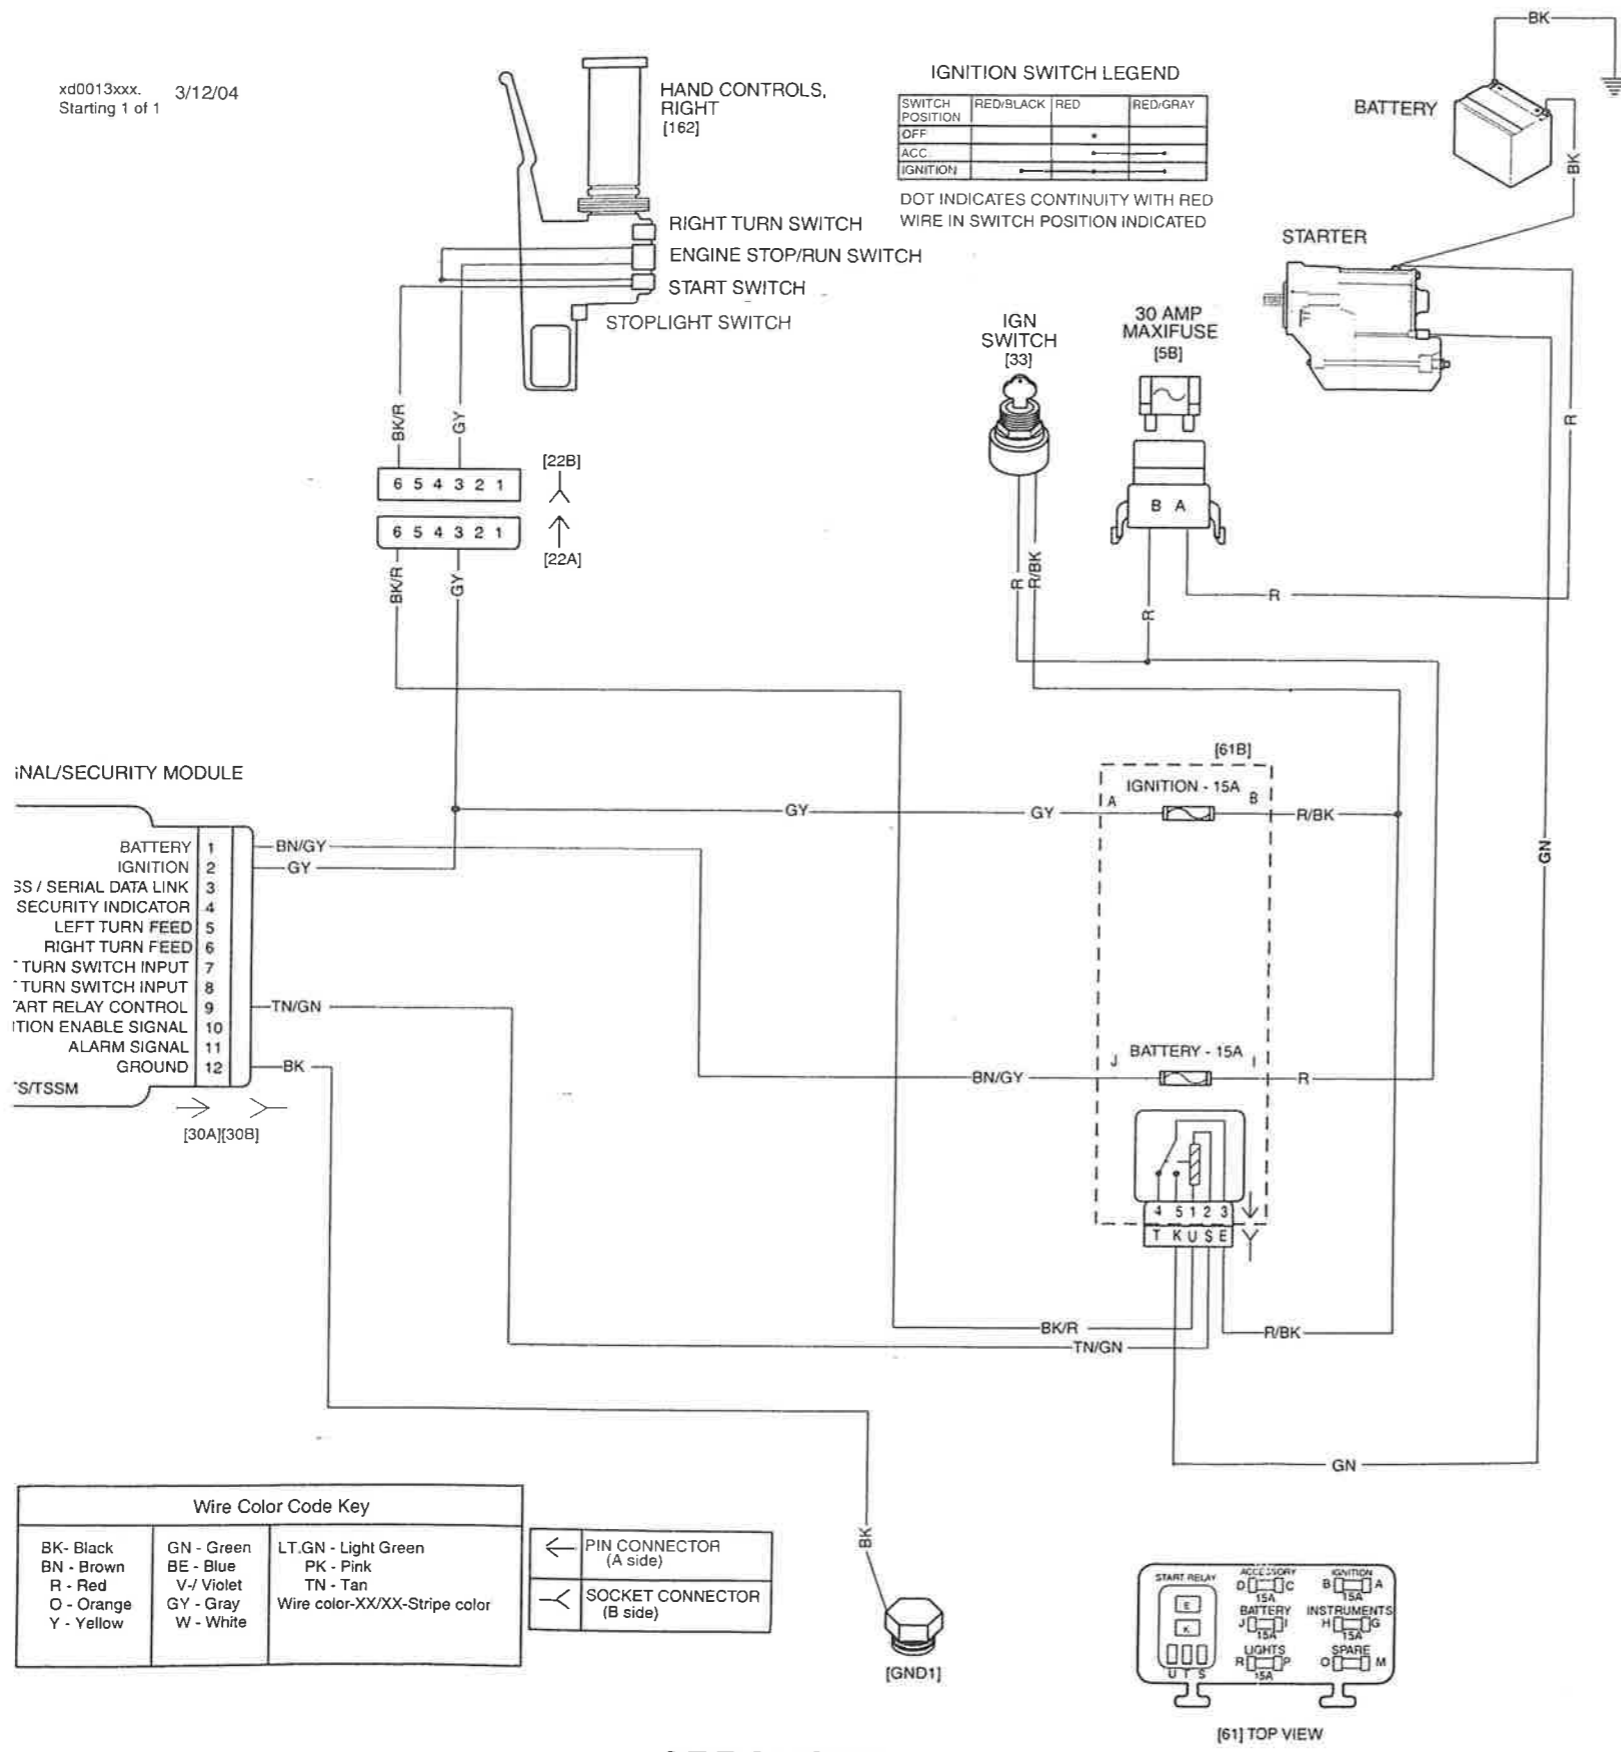 xd0013xxx. 3/12/04
Starting 1 of 1
HAND CONTROLS,
RIGHT
[162]
RIGHT TURN SWITCH
ENGINE STOP/RUN SWITCH
START SWITCH
STOPLIGHT SWITCH
IGNITION SWITCH LEGEND
SWITCH POSITION RED/BLACK RED RED/GRAY
OFF
ACC.
IGNITION
DOT INDICATES CONTINUITY WITH RED
WIRE IN SWITCH POSITION INDICATED
BK
BATTERY
BK
STARTER
IGN
SWITCH
[33]
30 AMP
MAXIFUSE
[5B]
B A
R
R
R
R
R/BK
GN
BK/R
GY
[22B]
6 5 4 3 2 1
6 5 4 3 2 1
[22A]
BK/R
GY
[61B]
IGNITION - 15A
A B
GY GY R/BK
BATTERY - 15A
J I
BN/GY R
4 5 1 2 3
T K U S E
BK/R
TN/GN
R/BK
GN
NAL/SECURITY MODULE
BATTERY 1 BN/GY
IGNITION 2 GY
SS / SERIAL DATA LINK 3
SECURITY INDICATOR 4
LEFT TURN FEED 5
RIGHT TURN FEED 6
TURN SWITCH INPUT 7
TURN SWITCH INPUT 8
TART RELAY CONTROL 9 TN/GN
ITION ENABLE SIGNAL 10
ALARM SIGNAL 11
GROUND 12 BK
S/TSSM
[30A][30B]
Wire Color Code Key
BK- Black GN - Green LT.GN - Light Green
BN - Brown BE - Blue PK - Pink
R - Red V-/ Violet TN - Tan
O - Orange GY - Gray Wire color-XX/XX-Stripe color
Y - Yellow W - White
PIN CONNECTOR
(A side)
SOCKET CONNECTOR
(B side)
BK
[GND1]
START RELAY
E
K
U T S
ACCESSORY
D C
15A
IGNITION
B A
15A
BATTERY
J I
15A
INSTRUMENTS
H G
15A
LIGHTS
R P
15A
SPARE
O M
[61] TOP VIEW